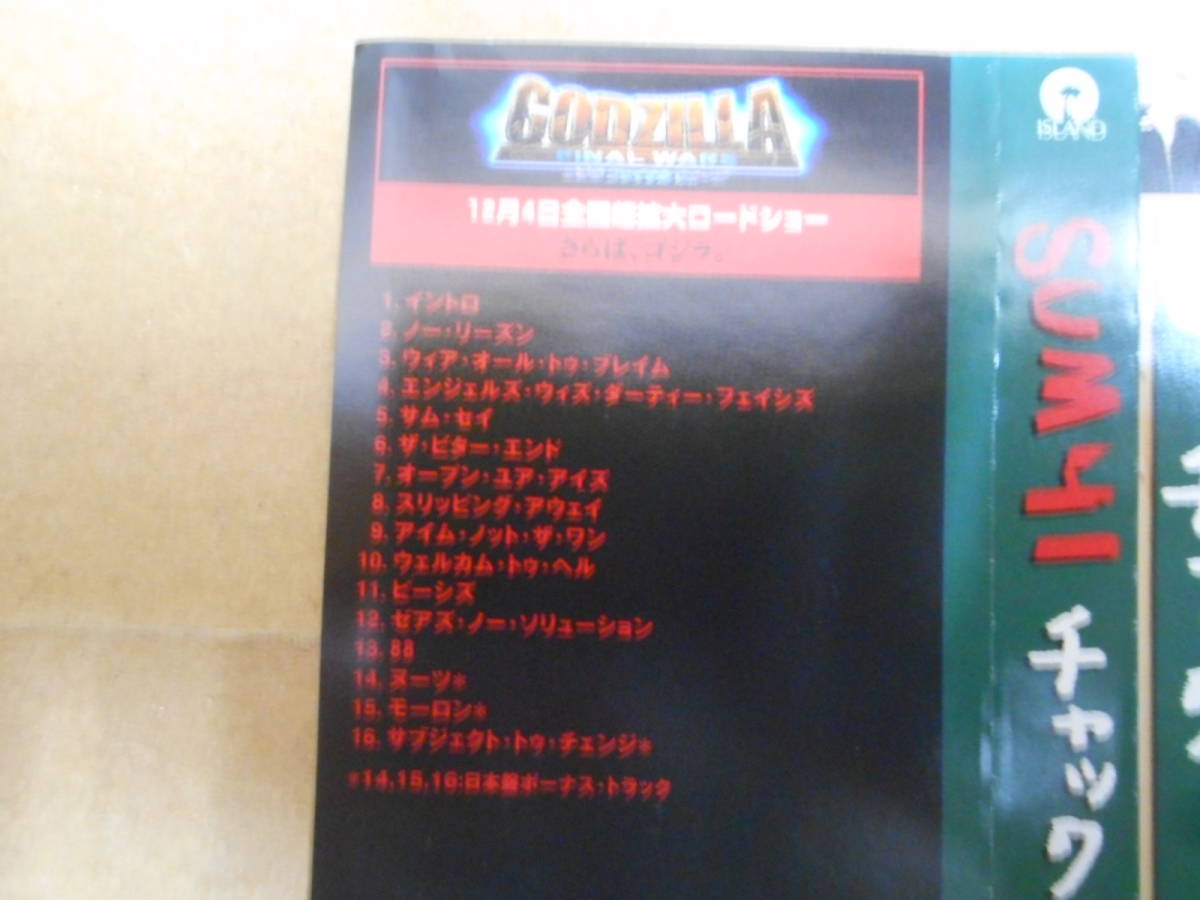 GODZILLA
FINAL WARS
12月4日全国超拡大ロードショー
さらば、ゴジラ。
1. イントロ
2. ノー・リーズン
3. ウィア・オール・トゥ・ブレイム
4. エンジェルズ・ウィズ・ダーティー・フェイシズ
5. サム・セイ
6. ザ・ビター・エンド
7. オープン・ユア・アイズ
8. スリッピング・アウェイ
9. アイム・ノット・ザ・ワン
10. ウェルカム・トゥ・ヘル
11. ピーシズ
12. ゼアズ・ノー・ソリューション
13. 88
14. ヌーツ*
15. モーロン*
16. サブジェクト・トゥ・チェンジ*
*14,15,16:日本盤ボーナス・トラック
ISLAND
SUM41
チャック